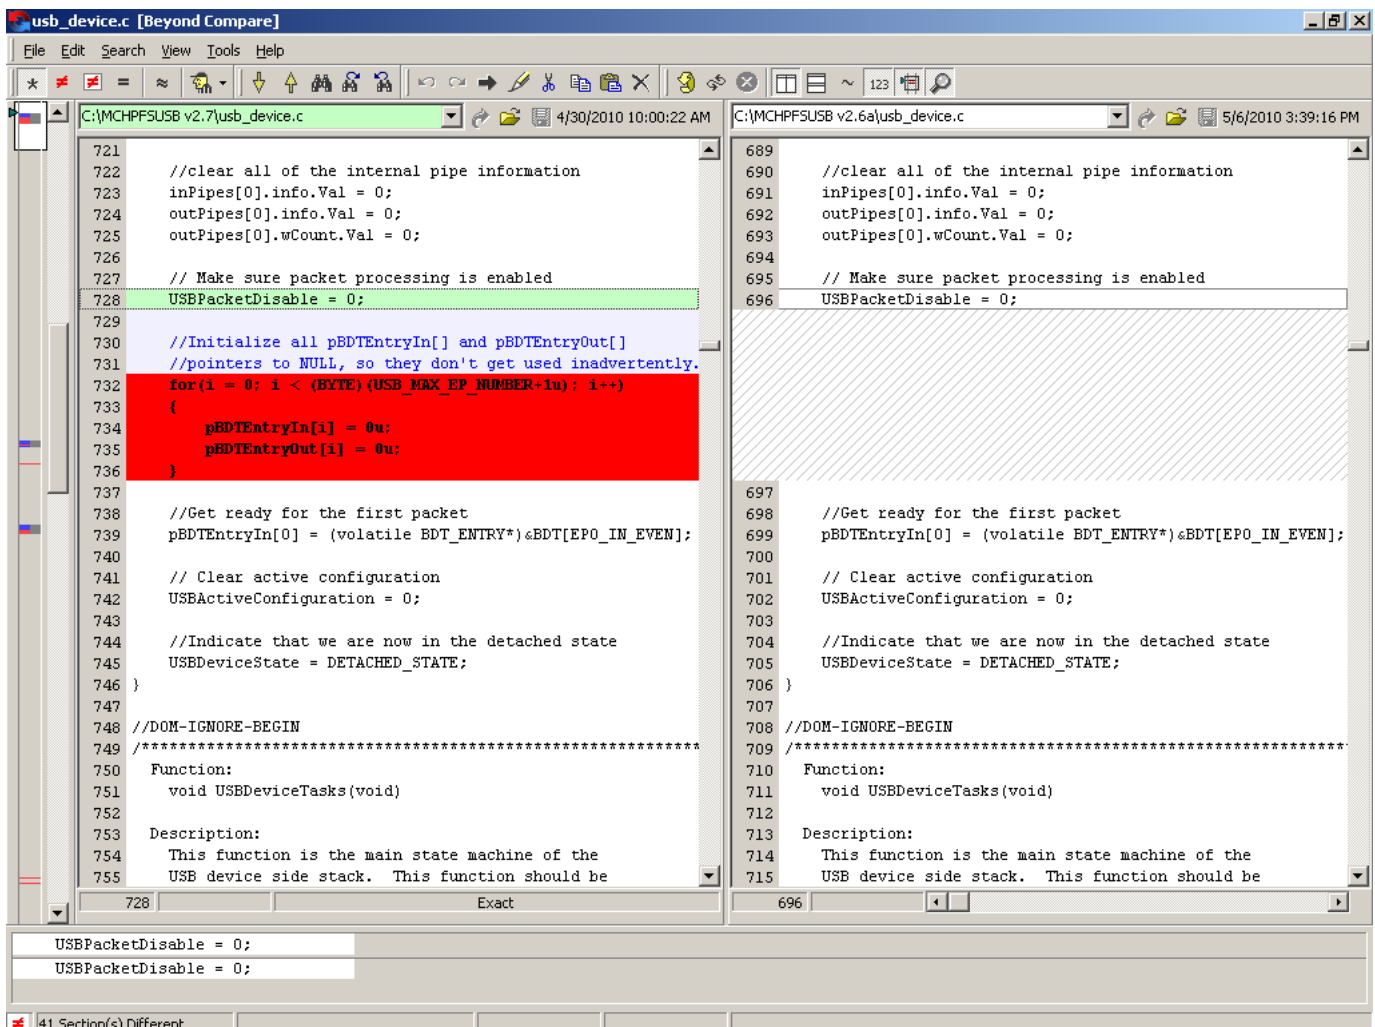 usb_device.c [Beyond Compare]
File Edit Search View Tools Help
123
C:\MCHPFSUSB v2.7\usb_device.c 4/30/2010 10:00:22 AM
721
722 //clear all of the internal pipe information
723 inPipes[0].info.Val = 0;
724 outPipes[0].info.Val = 0;
725 outPipes[0].wCount.Val = 0;
726
727 // Make sure packet processing is enabled
728 USBPacketDisable = 0;
729
730 //Initialize all pBDTEntryIn[] and pBDTEntryOut[]
731 //pointers to NULL, so they don't get used inadvertently.
732 for(i = 0; i < (BYTE)(USB_MAX_EP_NUMBER+1u); i++)
733 {
734 pBDTEntryIn[i] = 0u;
735 pBDTEntryOut[i] = 0u;
736 }
737
738 //Get ready for the first packet
739 pBDTEntryIn[0] = (volatile BDT_ENTRY*)&BDT[EP0_IN_EVEN];
740
741 // Clear active configuration
742 USBActiveConfiguration = 0;
743
744 //Indicate that we are now in the detached state
745 USBDeviceState = DETACHED_STATE;
746 }
747
748 //DOM-IGNORE-BEGIN
749 /************************************************************
750 Function:
751 void USBDeviceTasks(void)
752
753 Description:
754 This function is the main state machine of the
755 USB device side stack. This function should be
728 Exact
C:\MCHPFSUSB v2.6a\usb_device.c 5/6/2010 3:39:16 PM
689
690 //clear all of the internal pipe information
691 inPipes[0].info.Val = 0;
692 outPipes[0].info.Val = 0;
693 outPipes[0].wCount.Val = 0;
694
695 // Make sure packet processing is enabled
696 USBPacketDisable = 0;
697
698 //Get ready for the first packet
699 pBDTEntryIn[0] = (volatile BDT_ENTRY*)&BDT[EP0_IN_EVEN];
700
701 // Clear active configuration
702 USBActiveConfiguration = 0;
703
704 //Indicate that we are now in the detached state
705 USBDeviceState = DETACHED_STATE;
706 }
707
708 //DOM-IGNORE-BEGIN
709 /************************************************************
710 Function:
711 void USBDeviceTasks(void)
712
713 Description:
714 This function is the main state machine of the
715 USB device side stack. This function should be
696
USBPacketDisable = 0;
USBPacketDisable = 0;
41 Section(s) Different